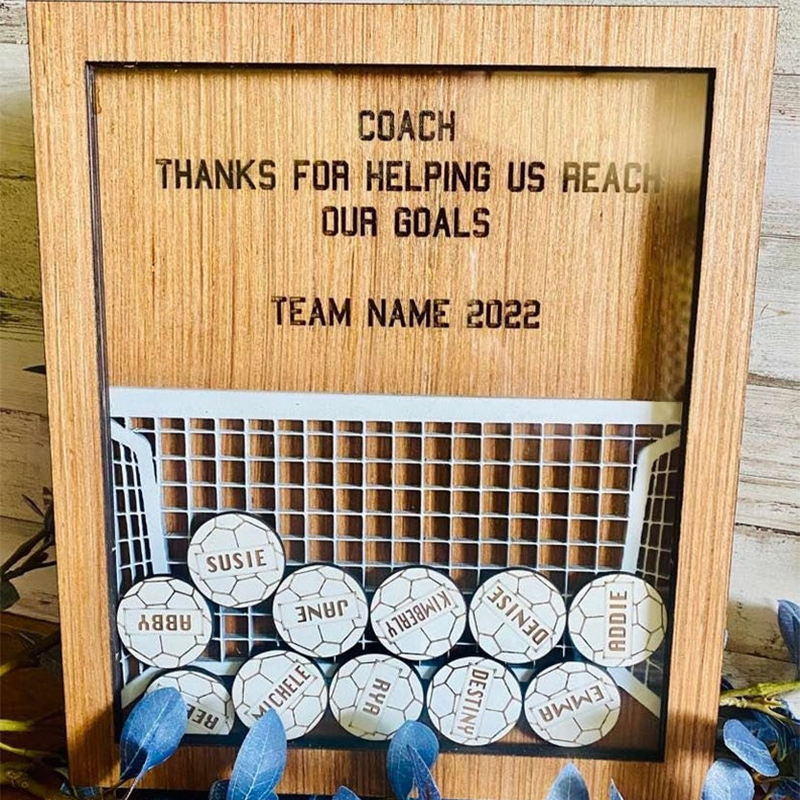 COACH
THANKS FOR HELPING US REACH
OUR GOALS
TEAM NAME 2022
SUSIE
ABBY
JANE
KIMBERLY
DENISE
ADDIE
MICHELE
RYA
DESTINY
EMMA